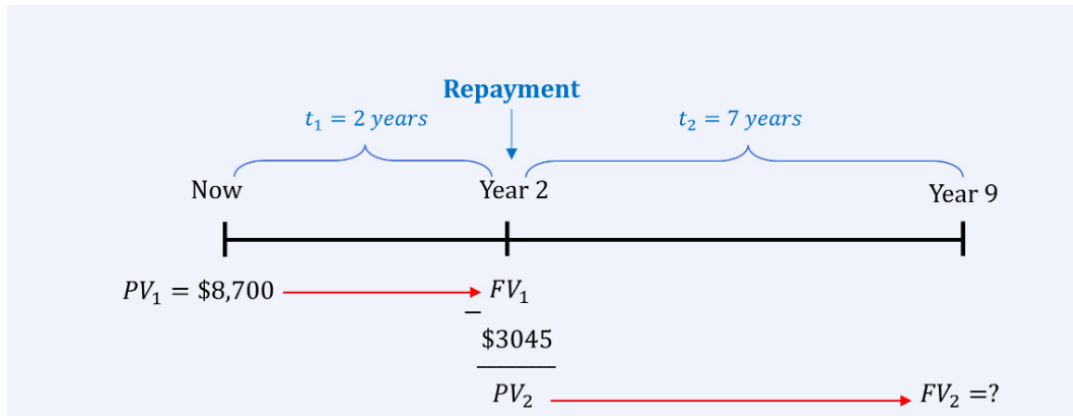 Repayment
t₁ = 2 years
t₂ = 7 years
Now
Year 2
Year 9
PV₁ = $8,700
FV₁
–
$3045
PV₂
FV₂ =?